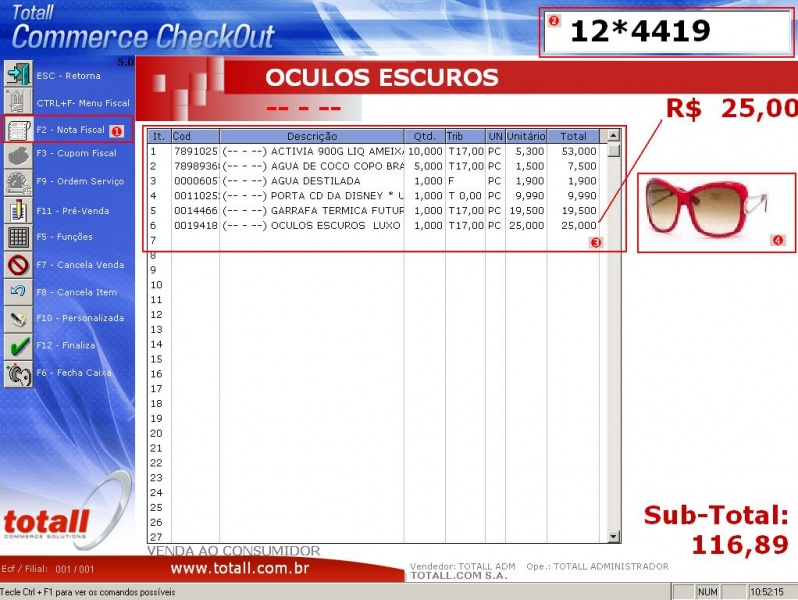 Totall
Commerce CheckOut
5.0
2
12*4419
ESC - Retorna
CTRL+F- Menu Fiscal
F2 - Nota Fiscal 1
F3 - Cupom Fiscal
F9 - Ordem Serviço
F11 - Pré-Venda
F5 - Funções
F7 - Cancela Venda
F8 - Cancela Item
F10 - Personalizada
F12 - Finaliza
F6 - Fecha Caixa
OCULOS ESCUROS
-- - --
R$ 25,00
It. Cod. Descrição Qtd. Trib UN Unitário Total
1 7891025 (-- - --) ACTIVIA 900G LIQ AMEIXA 10,000 T17,00 PC 5,300 53,000
2 7898936 (-- - --) AGUA DE COCO COPO BRA 5,000 T17,00 PC 1,500 7,500
3 0000605 (-- - --) AGUA DESTILADA 1,000 F PC 1,900 1,900
4 0011025 (-- - --) PORTA CD DA DISNEY * U 1,000 T 0,00 PC 9,990 9,990
5 0014466 (-- - --) GARRAFA TERMICA FUTUR 1,000 T17,00 PC 19,500 19,500
6 0019418 (-- - --) OCULOS ESCUROS LUXO 1,000 T17,00 PC 25,000 25,000
7
3
4
8
9
10
11
12
13
14
15
16
17
18
19
20
21
22
23
24
25
26
27
Sub-Total:
116,89
totall
COMMERCE SOLUTIONS
VENDA AO CONSUMIDOR
Ecf / Filial: 001 / 001
www.totall.com.br
Vendedor: TOTALL ADM Ope.: TOTALL ADMINISTRADOR
TOTALL.COM S.A.
Tecle Ctrl + F1 para ver os comandos possíveis
NUM
10:52:15